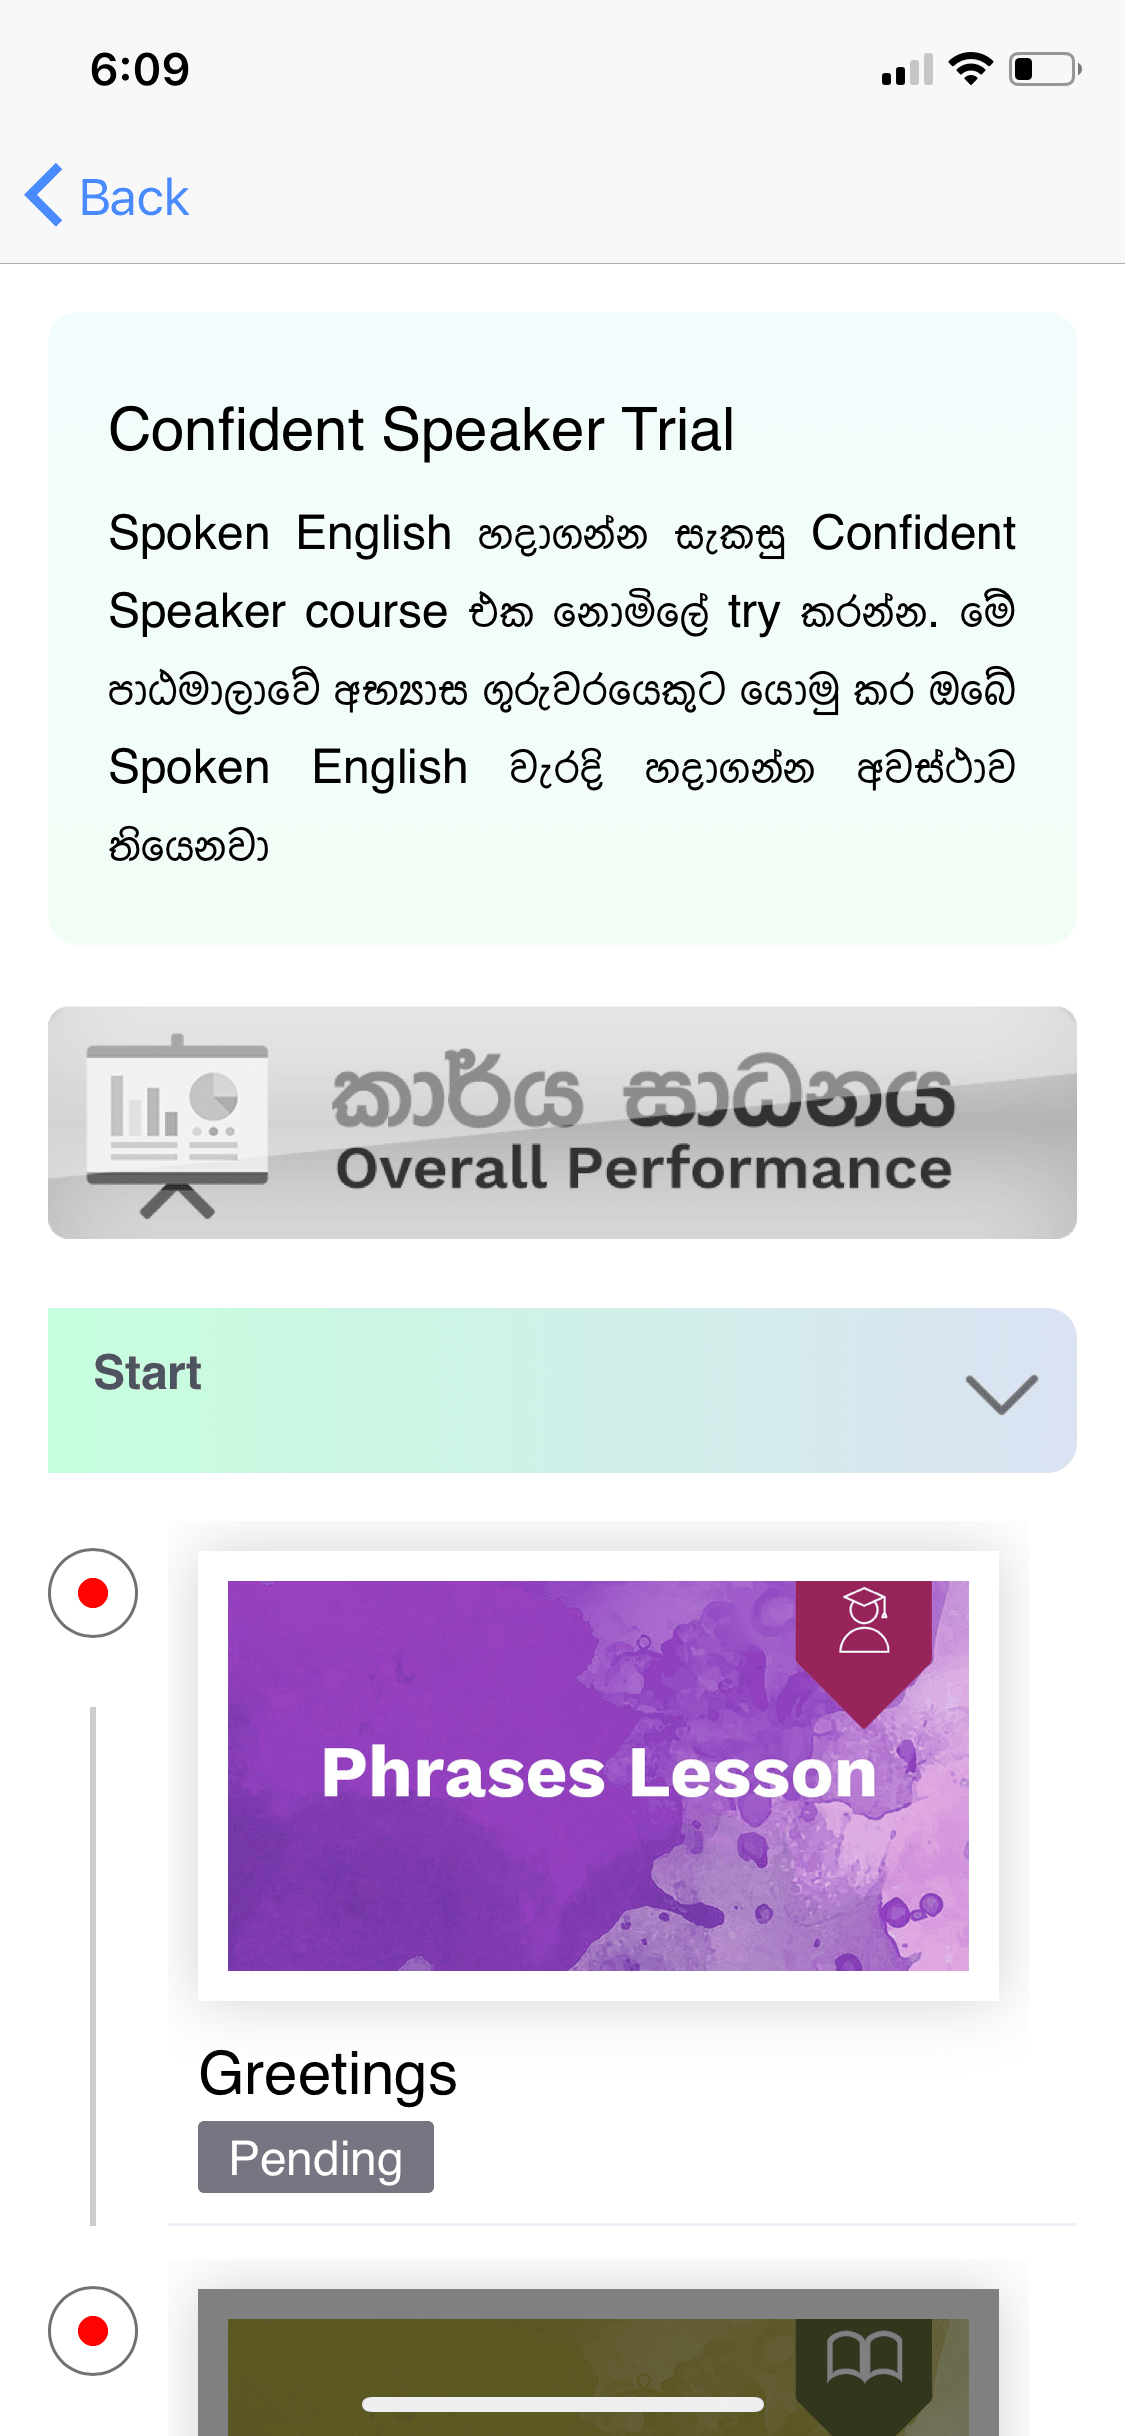 6:09
Back
Confident Speaker Trial
Spoken English හදාගන්න සැකසු Confident
Speaker course එක නොමිලේ try කරන්න. මේ
පාඨමාලාවේ අභ්‍යාස ගුරුවරයෙකුට යොමු කර ඔබේ
Spoken English වැරදි හදාගන්න අවස්ථාව
තියෙනවා
කාර්ය සාධනය
Overall Performance
Start
Phrases Lesson
Greetings
Pending